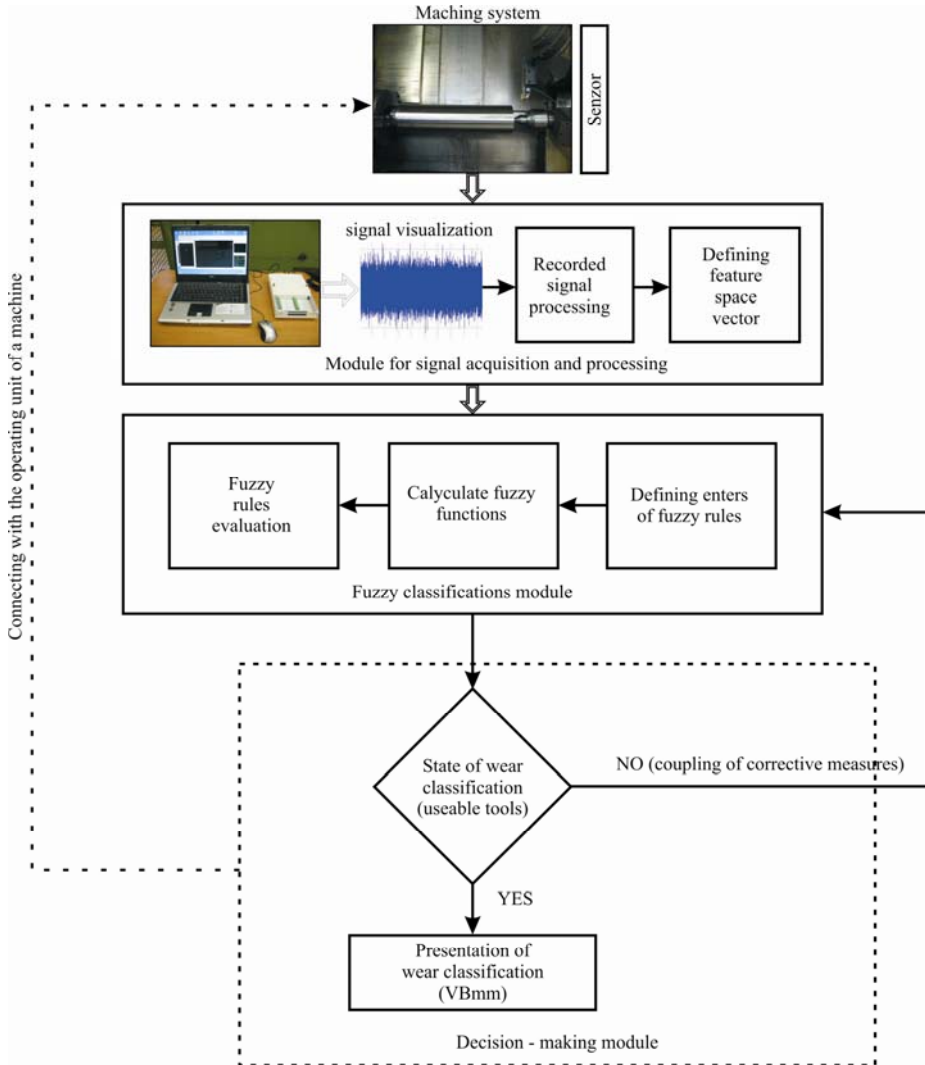 Maching system
Senzor
Connecting with the operating unit of a machine
signal visualization
Recorded
signal
processing
Defining
feature
space
vector
Module for signal acquisition and processing
Fuzzy
rules
evaluation
Calyculate fuzzy
functions
Defining enters
of fuzzy rules
Fuzzy classifications module
State of wear
classification
(useable tools)
NO (coupling of corrective measures)
YES
Presentation of
wear classification
(VBmm)
Decision - making module